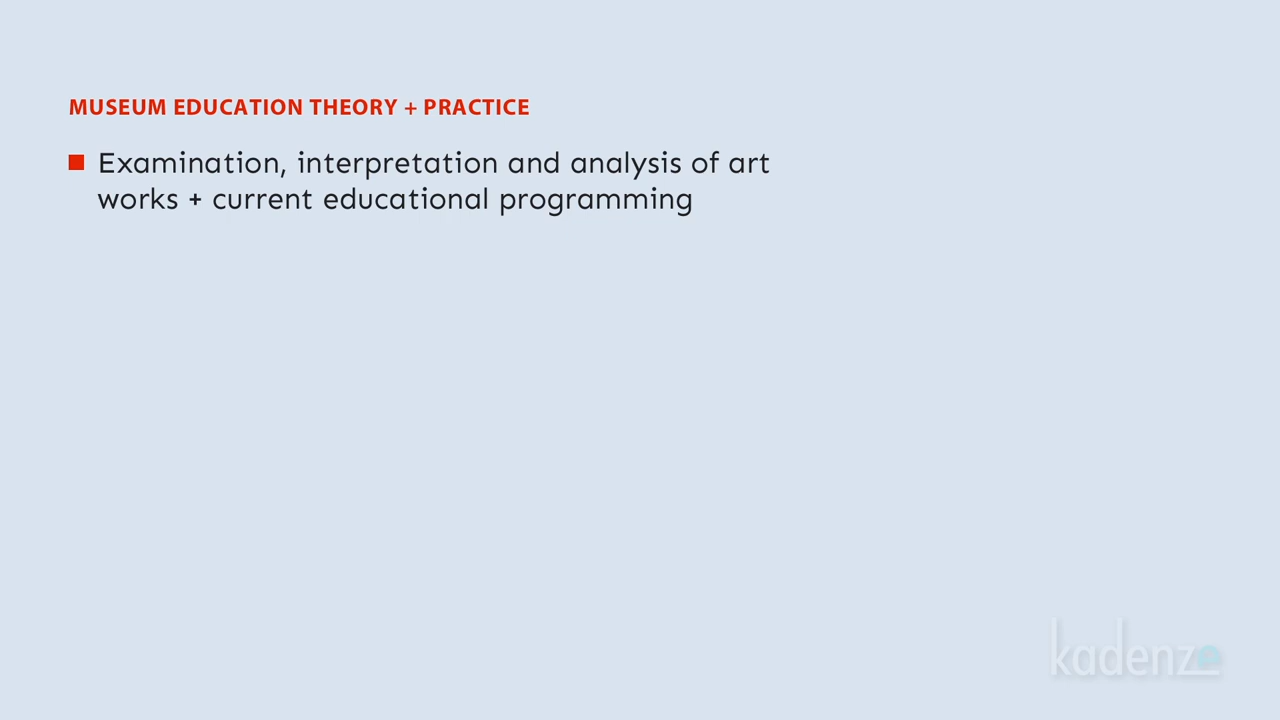 MUSEUM EDUCATION THEORY + PRACTICE
Examination, interpretation and analysis of art
works + current educational programming
kadenze